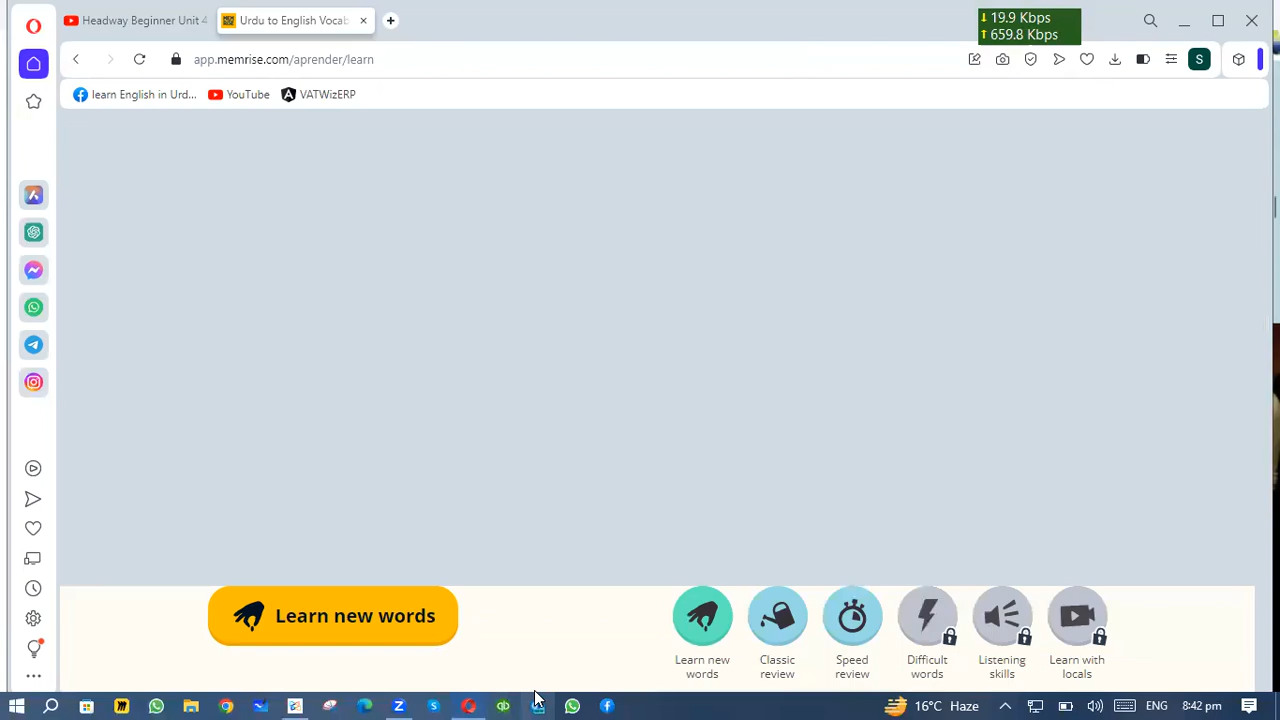 Headway Beginner Unit 4
Urdu to English Vocab
19.9 Kbps
659.8 Kbps
app.memrise.com/aprender/learn
S
learn English in Urd...
YouTube
VATWizERP
Learn new words
Learn new
words
Classic
review
Speed
review
Difficult
words
Listening
skills
Learn with
locals
16°C Haze
ENG
8:42 pm